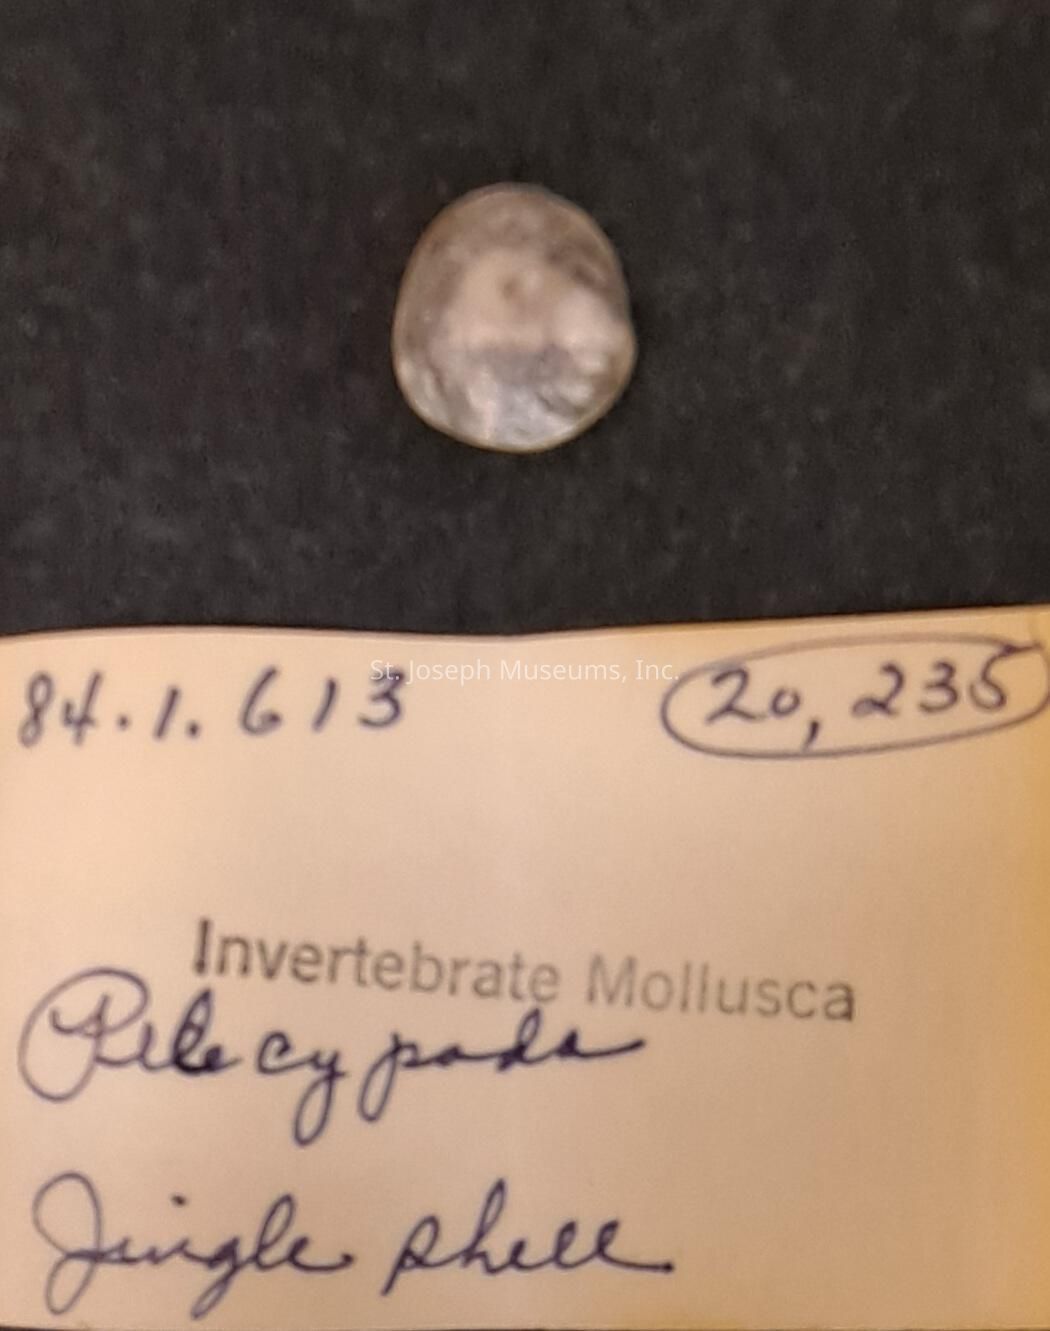 St. Joseph Museums, Inc.
84.1.613 20,235
Invertebrate Mollusca
Pelecypoda
Jingle shell